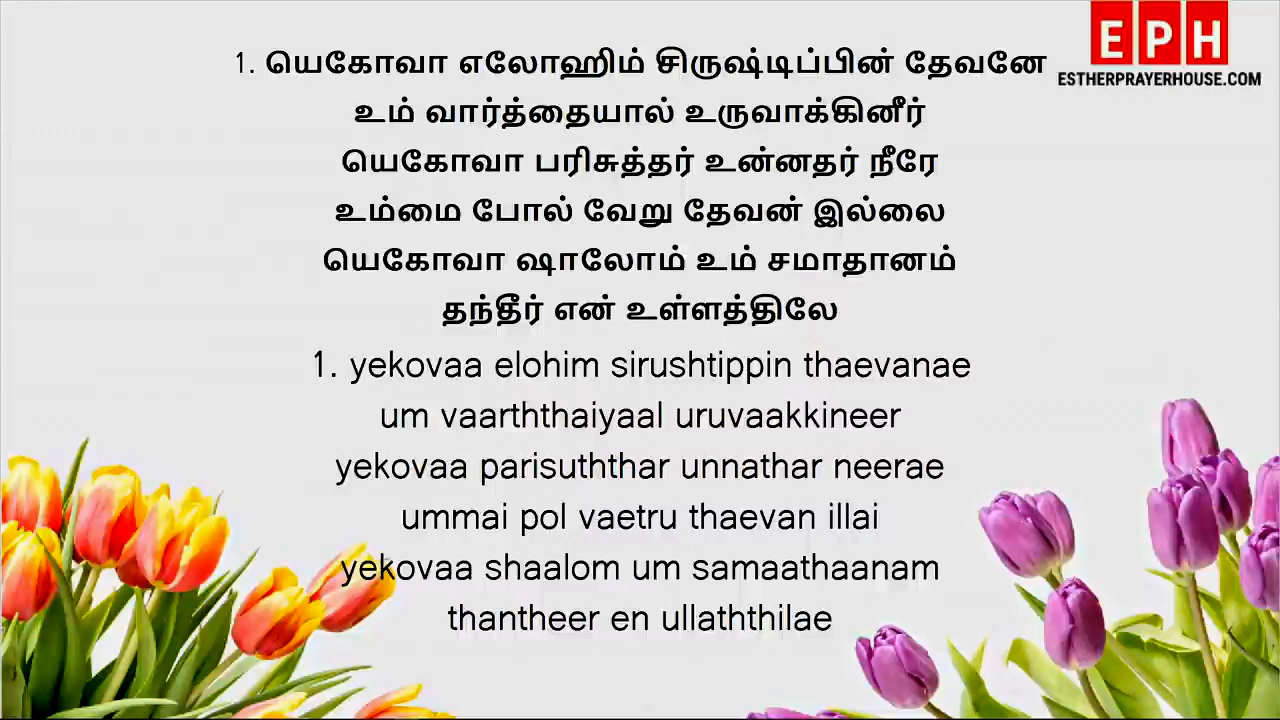 EPH
ESTHERPRAYERHOUSE.COM
1. யெகோவா எலோஹிம் சிருஷ்டிப்பின் தேவனே
உம் வார்த்தையால் உருவாக்கினீர்
யெகோவா பரிசுத்தர் உன்னதர் நீரே
உம்மை போல் வேறு தேவன் இல்லை
யெகோவா ஷாலோம் உம் சமாதானம்
தந்தீர் என் உள்ளத்திலே
1. yekovaa elohim sirushtippin thaevanae
um vaarththaiyaal uruvaakkineer
yekovaa parisuththar unnathar neerae
ummai pol vaetru thaevan illai
yekovaa shaalom um samaathaanam
thantheer en ullaththilae